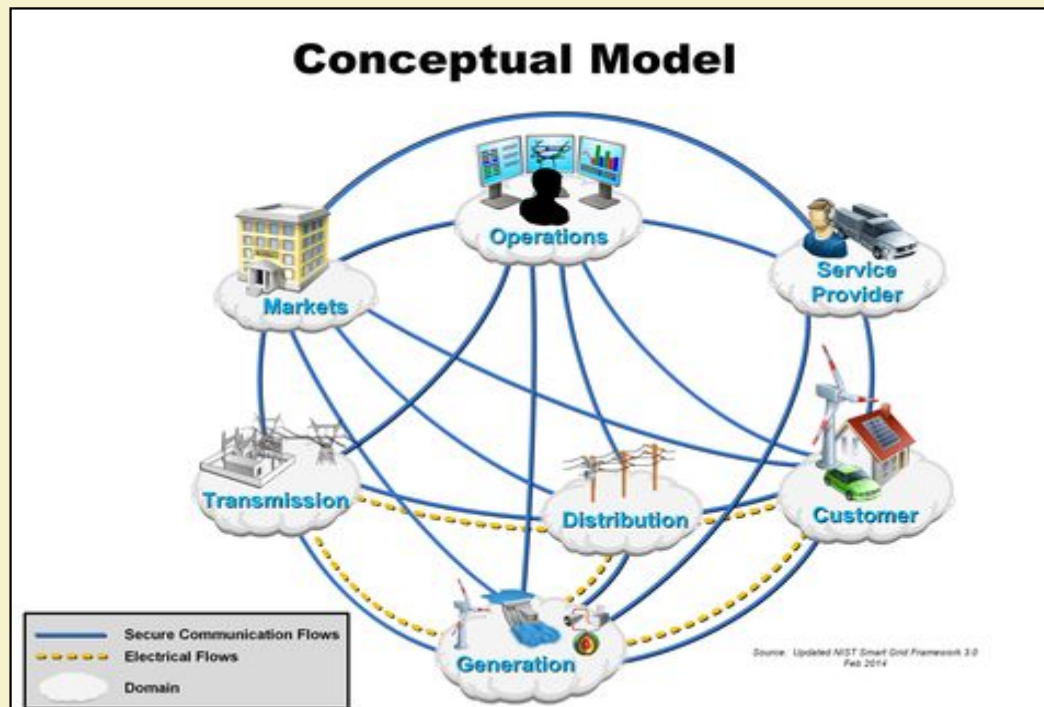 Conceptual Model
Operations
Markets
Service
Provider
Transmission
Distribution
Customer
Generation
Secure Communication Flows
Electrical Flows
Domain
Source: Updated NIST Smart Grid Framework 3.0
Feb 2014